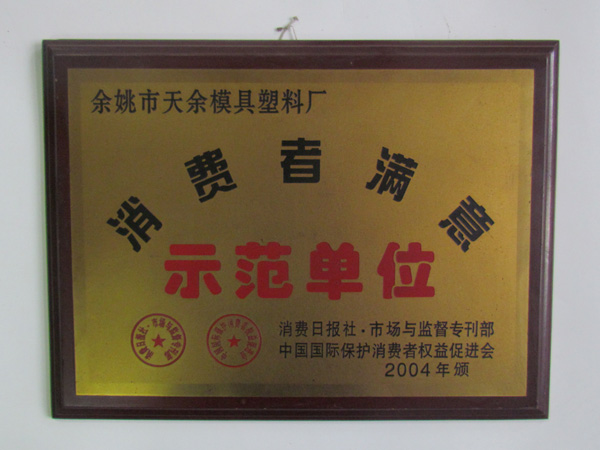 余姚市天余模具塑料厂
消费者满意
示范单位
消费日报社·市场与监督专刊部
中国国际保护消费者权益促进会
2004年颁